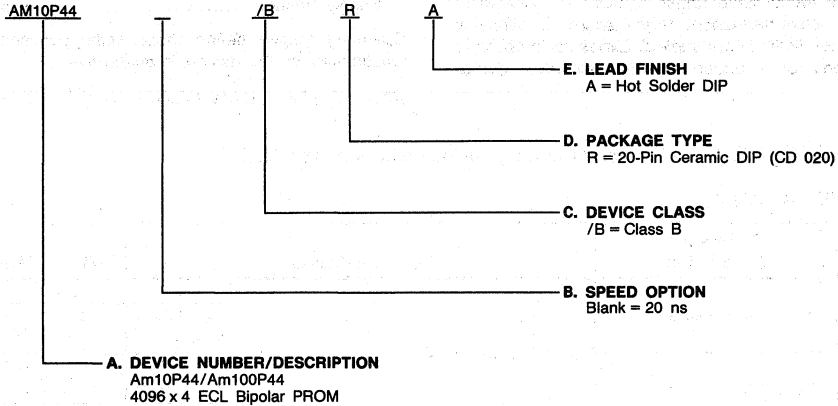 AM10P44 _ /B R A
E. LEAD FINISH
A = Hot Solder DIP
D. PACKAGE TYPE
R = 20-Pin Ceramic DIP (CD 020)
C. DEVICE CLASS
/B = Class B
B. SPEED OPTION
Blank = 20 ns
A. DEVICE NUMBER/DESCRIPTION
Am10P44/Am100P44
4096 x 4 ECL Bipolar PROM